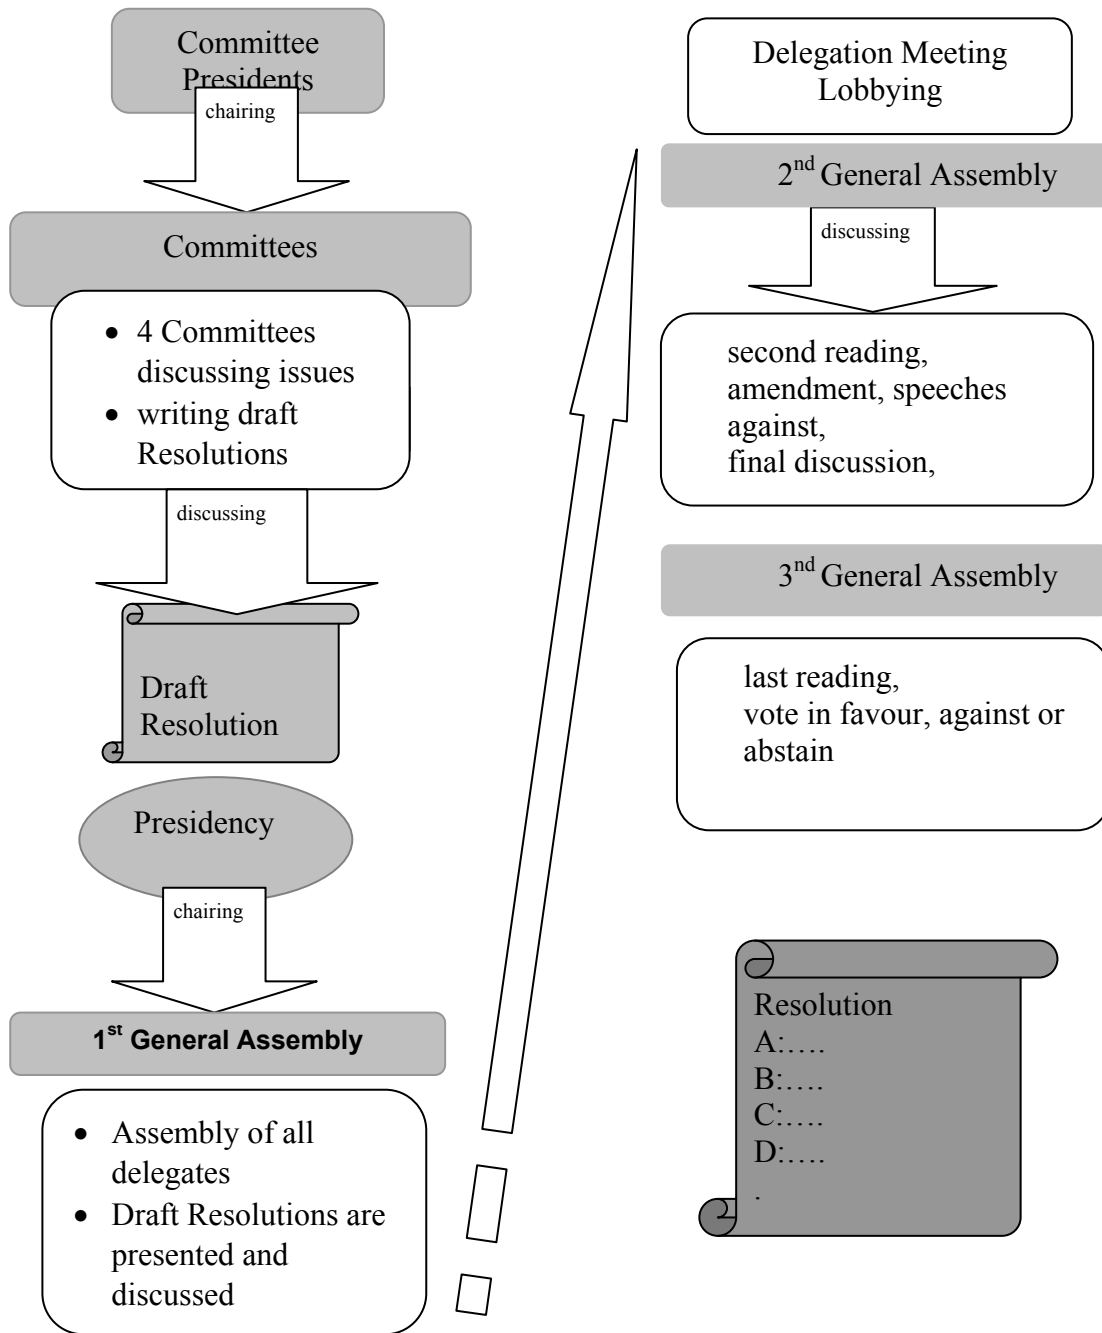 Committee
Presidents
chairing
Committees
• 4 Committees
discussing issues
• writing draft
Resolutions
discussing
Draft
Resolution
Presidency
chairing
1st General Assembly
• Assembly of all
delegates
• Draft Resolutions are
presented and
discussed
Delegation Meeting
Lobbying
2nd General Assembly
discussing
second reading,
amendment, speeches
against,
final discussion,
3nd General Assembly
last reading,
vote in favour, against or
abstain
Resolution
A:....
B:....
C:....
D:....
.